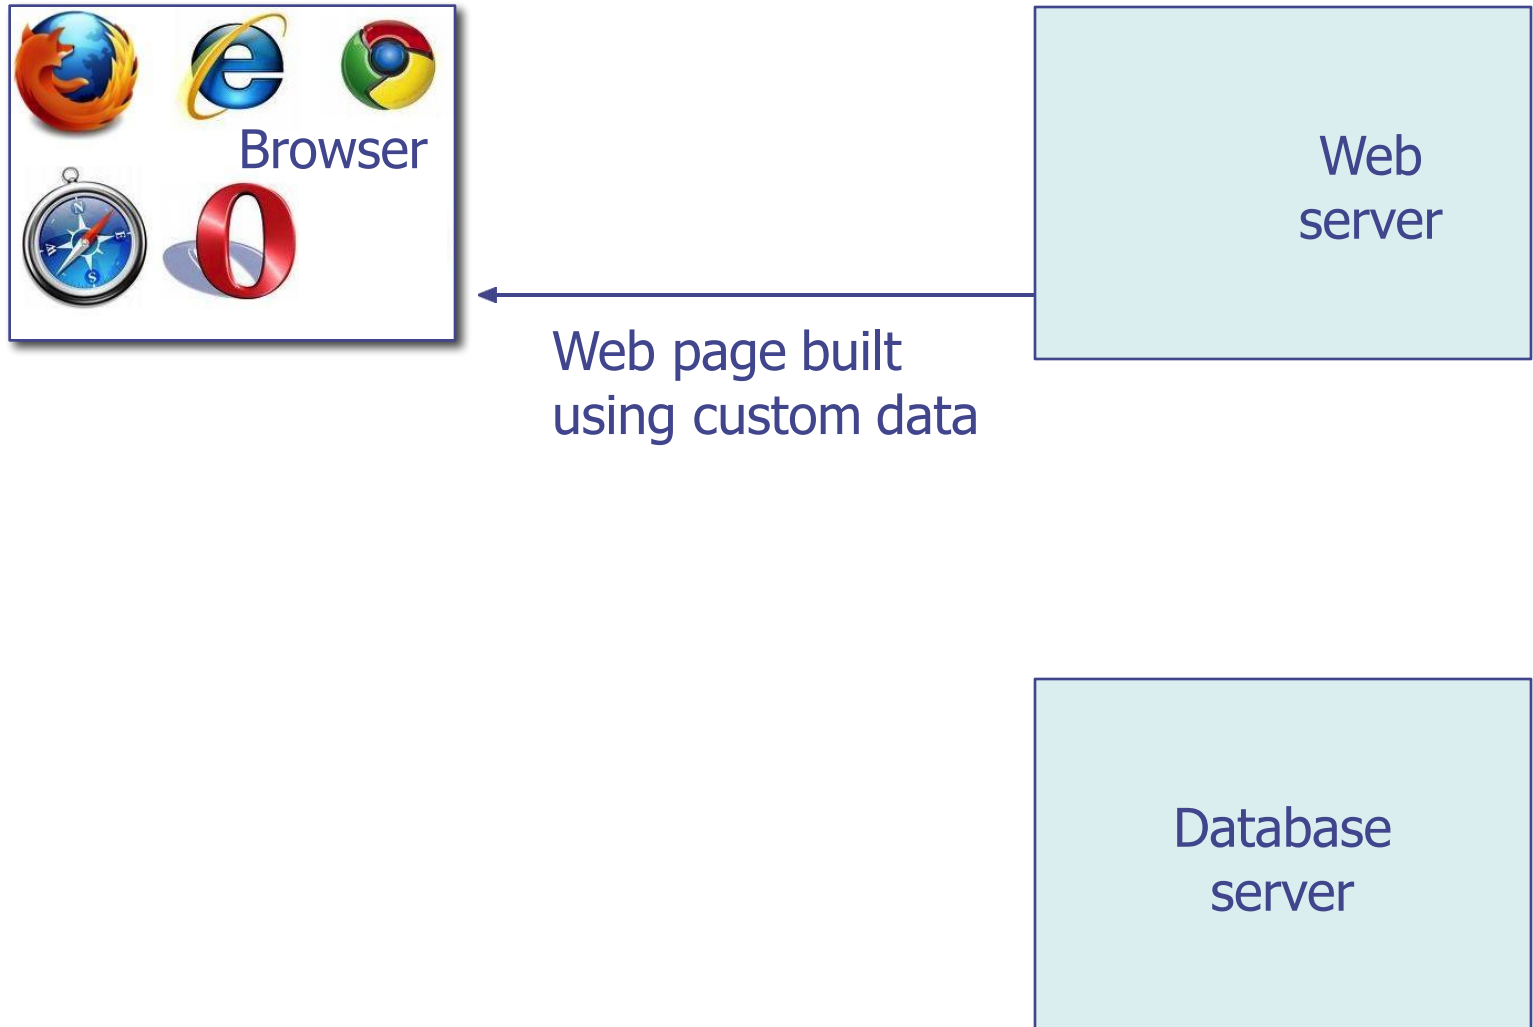 Browser
Web
server
Web page built
using custom data
Database
server